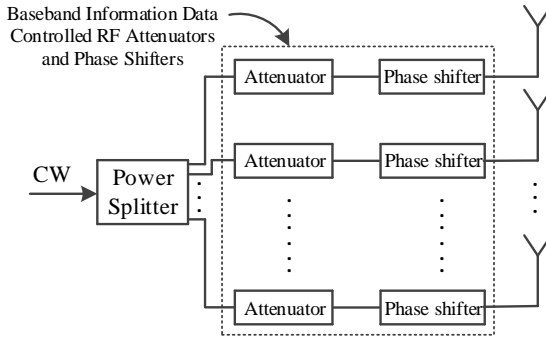 Baseband Information Data
Controlled RF Attenuators
and Phase Shifters
Attenuator
Phase shifter
CW
Power
Splitter
Attenuator
Phase shifter
Attenuator
Phase shifter